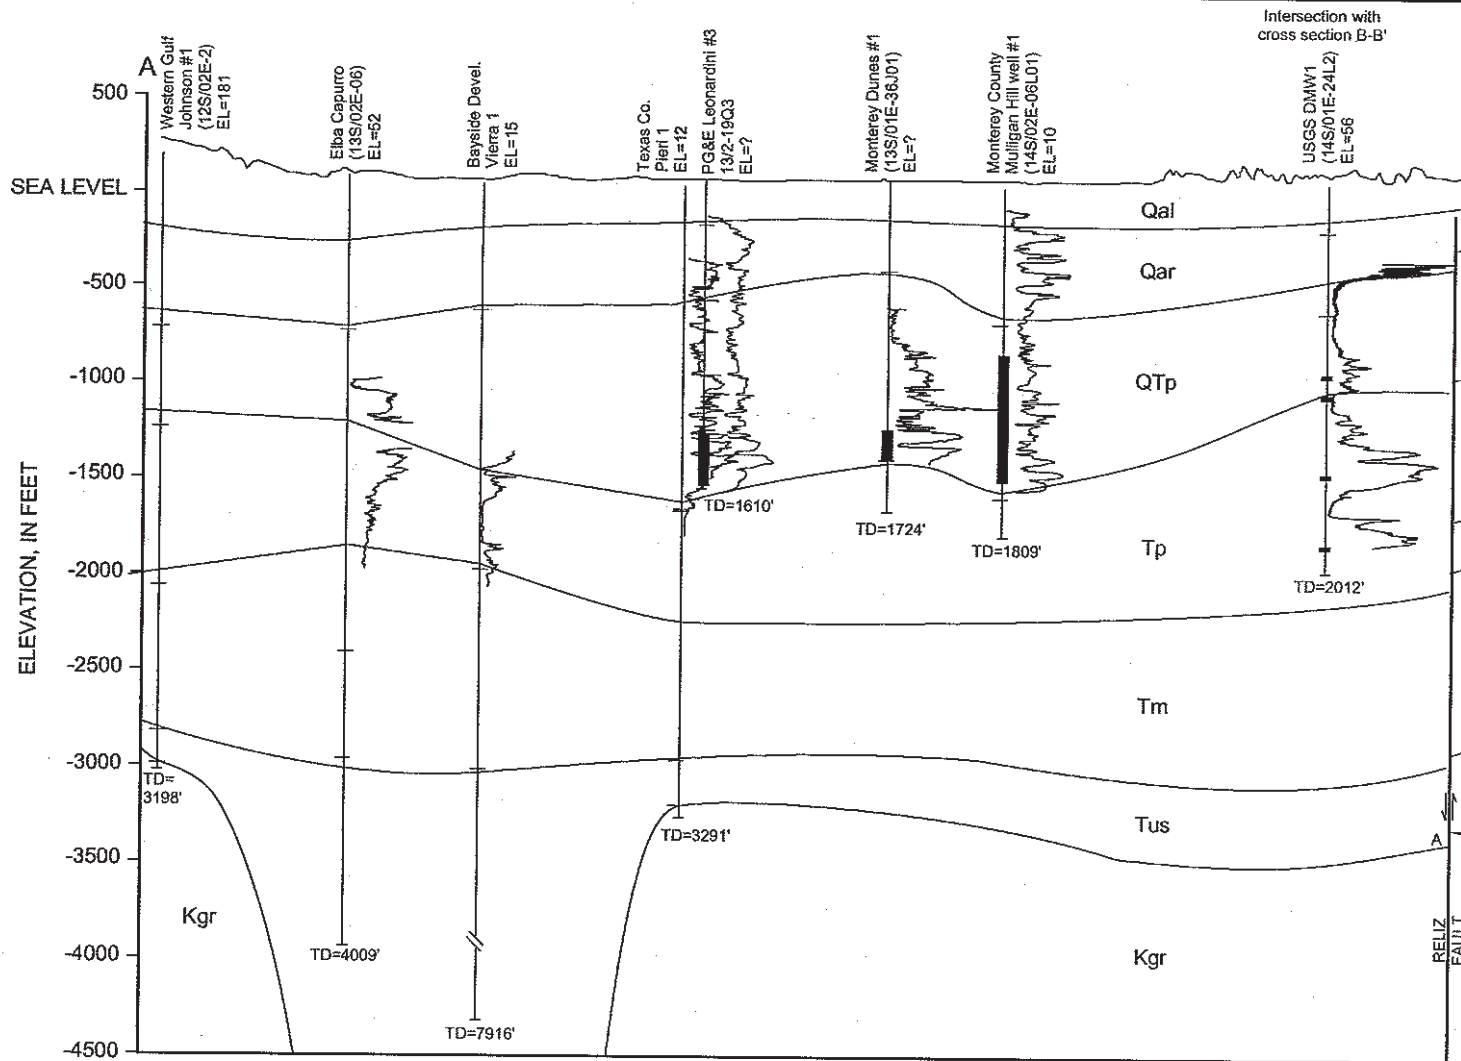 Intersection with
cross section B-B'
A
Western Gulf
Johnson #1
(12S/02E-2)
EL=181
Elba Capurro
(13S/02E-06)
EL=52
Bayside Devel.
Vierra 1
EL=15
Texas Co.
Pieri 1
EL=12
PG&E Leonardini #3
13/2-19Q3
EL=?
Monterey Dunes #1
(13S/01E-36J01)
EL=?
Monterey County
Mulligan Hill well #1
(14S/02E-06L01)
EL=10
USGS DMW1
(14S/01E-24L2)
EL=56
500
SEA LEVEL
-500
-1000
-1500
-2000
-2500
-3000
-3500
-4000
-4500
ELEVATION, IN FEET
Qal
Qar
QTp
Tp
Tm
Tus
Kgr
Kgr
TD=
3198'
TD=4009'
TD=7916'
TD=3291'
TD=1610'
TD=1724'
TD=1809'
TD=2012'
A
RELIZ
FAULT